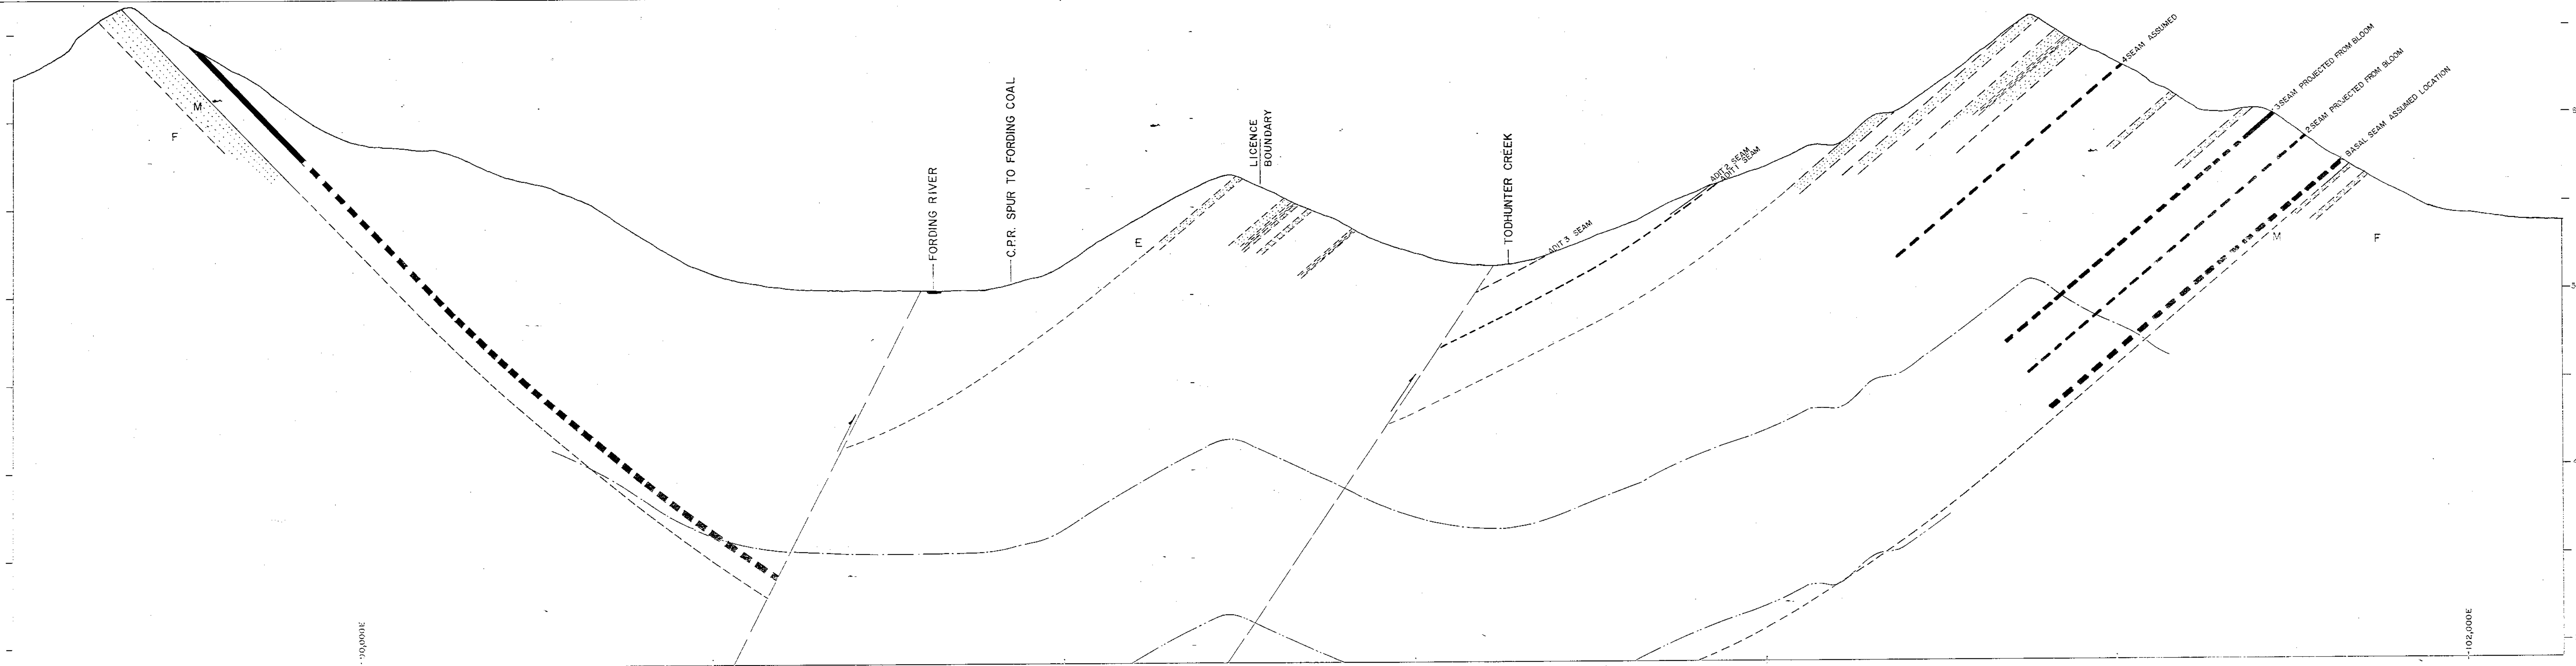 4 SEAM ASSUMED
3 SEAM PROJECTED FROM BLOOM
2 SEAM PROJECTED FROM BLOOM
BASAL SEAM ASSUMED LOCATION
M
F
FORDING RIVER
C.P.R. SPUR TO FORDING COAL
E
LICENCE
BOUNDARY
TODHUNTER CREEK
ADIT 3 SEAM
ADIT 2 SEAM
ADIT 1 SEAM
M
F
102,000E